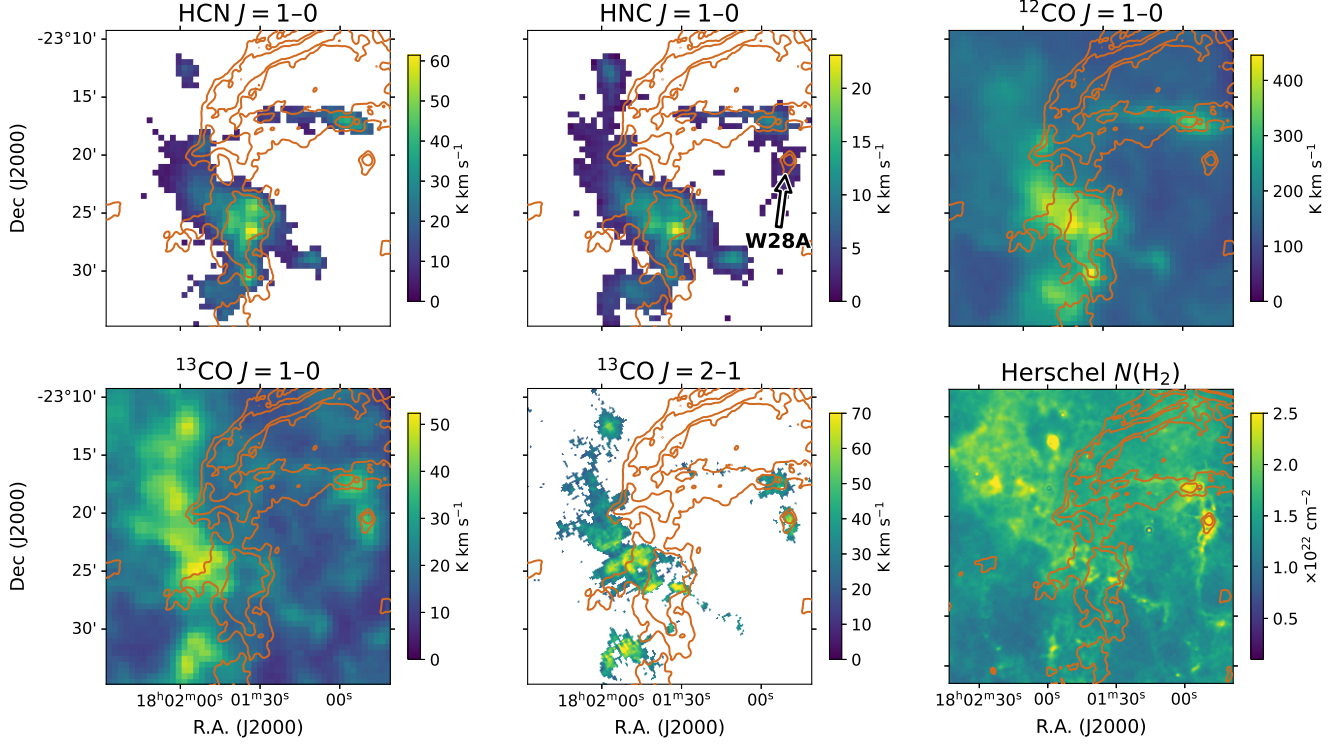 HCN J = 1–0
HNC J = 1–0
¹²CO J = 1–0
-23°10'
15'
20'
25'
30'
Dec (J2000)
60
50
40
30
20
10
0
K km s⁻¹
W28A
20
15
10
5
0
K km s⁻¹
400
300
200
100
0
K km s⁻¹
¹³CO J = 1–0
¹³CO J = 2–1
Herschel N(H₂)
-23°10'
15'
20'
25'
30'
Dec (J2000)
50
40
30
20
10
0
K km s⁻¹
70
60
50
40
30
20
10
0
K km s⁻¹
2.5
2.0
1.5
1.0
0.5
×10²² cm⁻²
18ʰ02ᵐ00ˢ 01ᵐ30ˢ 00ˢ
R.A. (J2000)
18ʰ02ᵐ00ˢ 01ᵐ30ˢ 00ˢ
R.A. (J2000)
18ʰ02ᵐ30ˢ 00ˢ 01ᵐ30ˢ 00ˢ
R.A. (J2000)